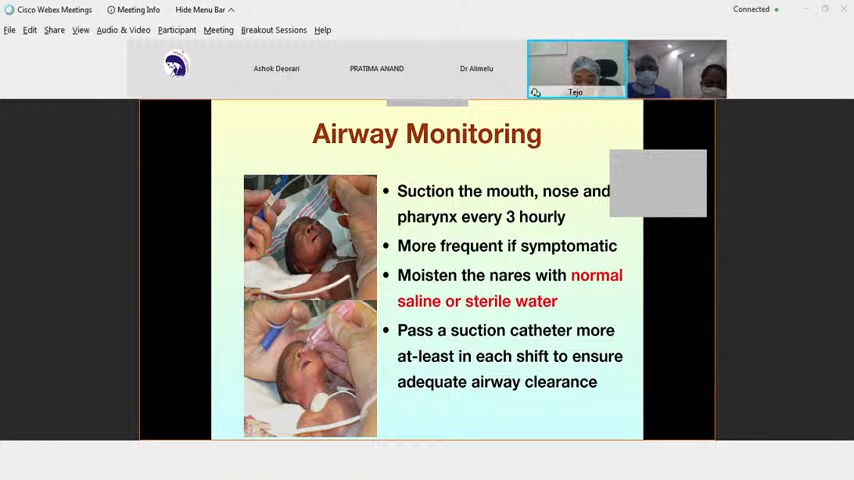 Cisco Webex Meetings
Meeting Info
Hide Menu Bar
Connected
File Edit Share View Audio & Video Participant Meeting Breakout Sessions Help
Ashok Deorari
PRATIMA ANAND
Dr Alimelu
Tejo
Airway Monitoring
• Suction the mouth, nose and
pharynx every 3 hourly
• More frequent if symptomatic
• Moisten the nares with normal
saline or sterile water
• Pass a suction catheter more
at-least in each shift to ensure
adequate airway clearance